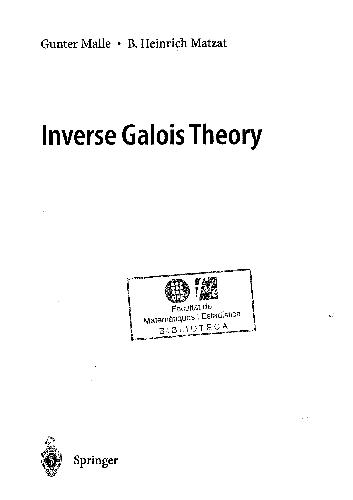 Gunter Malle • B. Heinrich Matzat
Inverse Galois Theory
Facultat de
Matemàtiques i Estadística
BIBLIOTECA
Springer